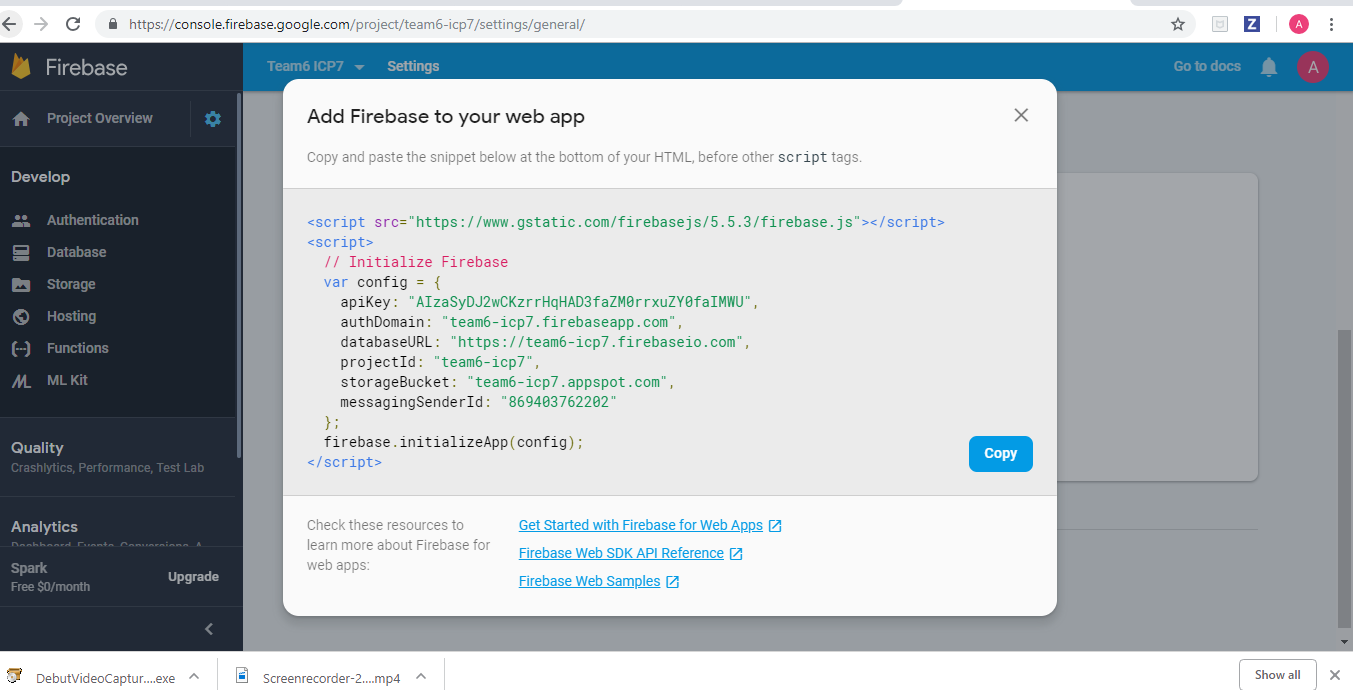 https://console.firebase.google.com/project/team6-icp7/settings/general/
Z
A
Firebase
Team6 ICP7
Settings
Go to docs
A
Project Overview
Develop
Authentication
Database
Storage
Hosting
Functions
ML Kit
Quality
Crashlytics, Performance, Test Lab
Analytics
Dashboard, Events, Conversions, A
Spark
Free $0/month
Upgrade
Add Firebase to your web app
Copy and paste the snippet below at the bottom of your HTML, before other script tags.
<script src="https://www.gstatic.com/firebasejs/5.5.3/firebase.js"></script>
<script>
// Initialize Firebase
var config = {
apiKey: "AIzaSyDJ2wCKzrrHqHAD3faZM0rrxuZY0faIMWU",
authDomain: "team6-icp7.firebaseapp.com",
databaseURL: "https://team6-icp7.firebaseio.com",
projectId: "team6-icp7",
storageBucket: "team6-icp7.appspot.com",
messagingSenderId: "869403762202"
};
firebase.initializeApp(config);
</script>
Copy
Check these resources to
learn more about Firebase for
web apps:
Get Started with Firebase for Web Apps
Firebase Web SDK API Reference
Firebase Web Samples
DebutVideoCaptur....exe
Screenrecorder-2....mp4
Show all